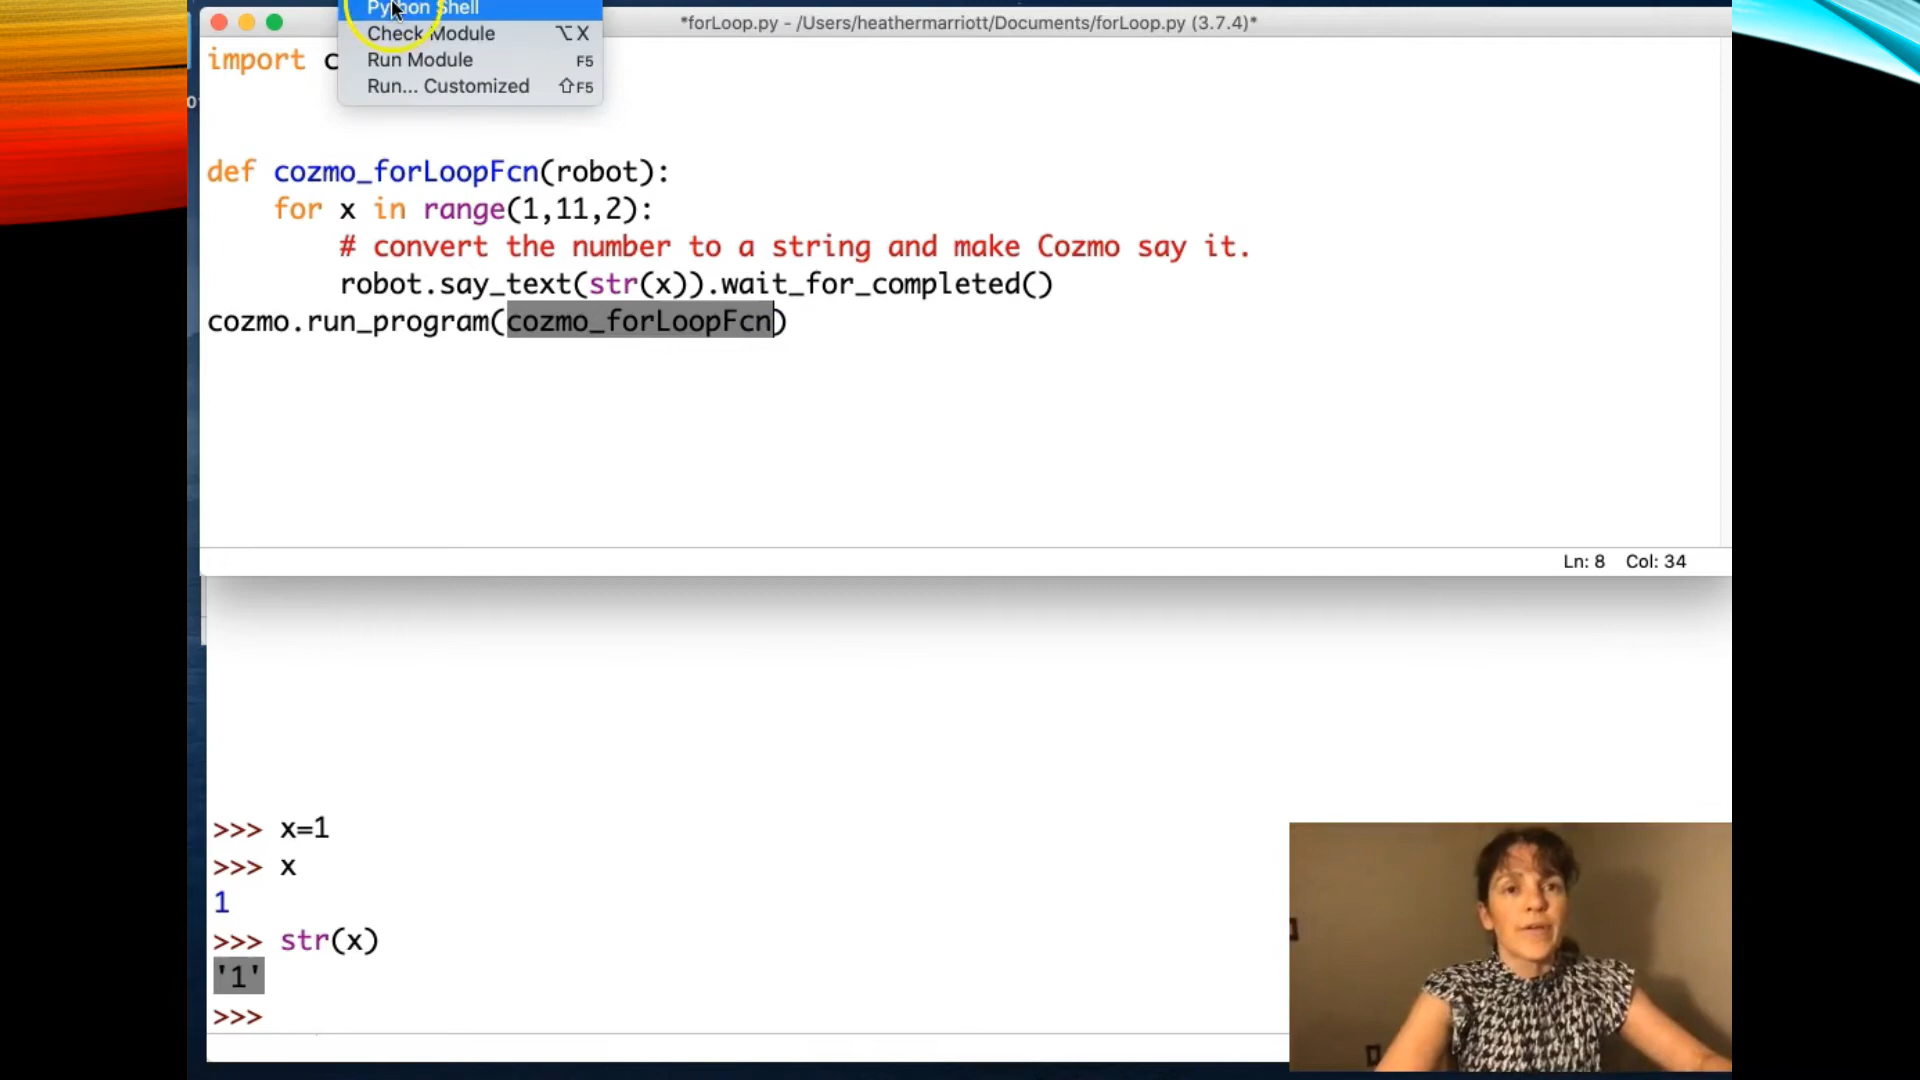 Python Shell
*forLoop.py - /Users/heathermarriott/Documents/forLoop.py (3.7.4)*
Check Module ⌥X
import c
Run Module F5
Run... Customized ⇧F5
def cozmo_forLoopFcn(robot):
for x in range(1,11,2):
# convert the number to a string and make Cozmo say it.
robot.say_text(str(x)).wait_for_completed()
cozmo.run_program(cozmo_forLoopFcn)
Ln: 8 Col: 34
>>> x=1
>>> x
1
>>> str(x)
'1'
>>>